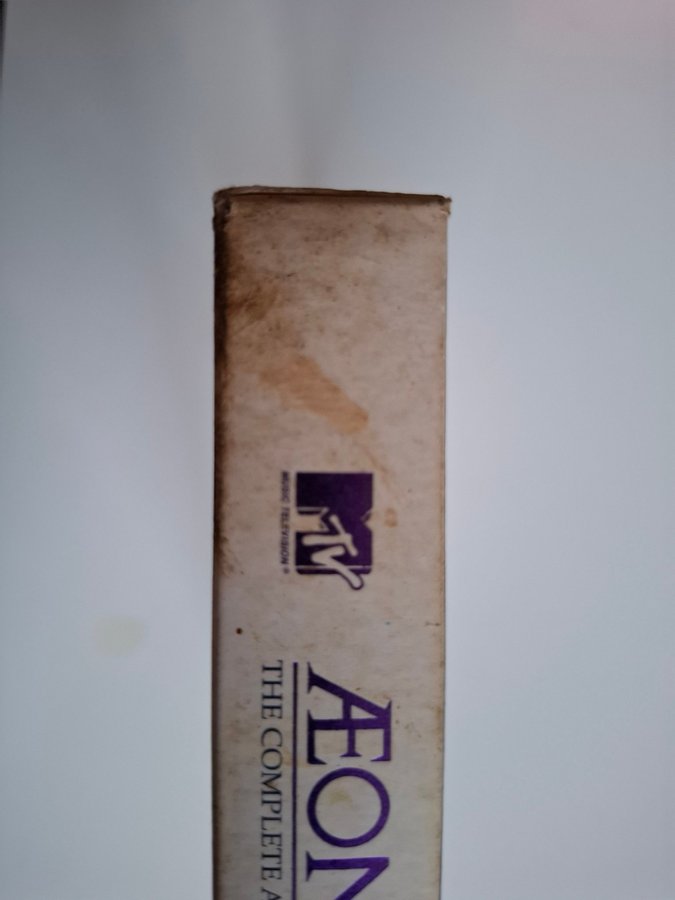 MTV
MUSIC TELEVISION®
ÆON
THE COMPLETE A